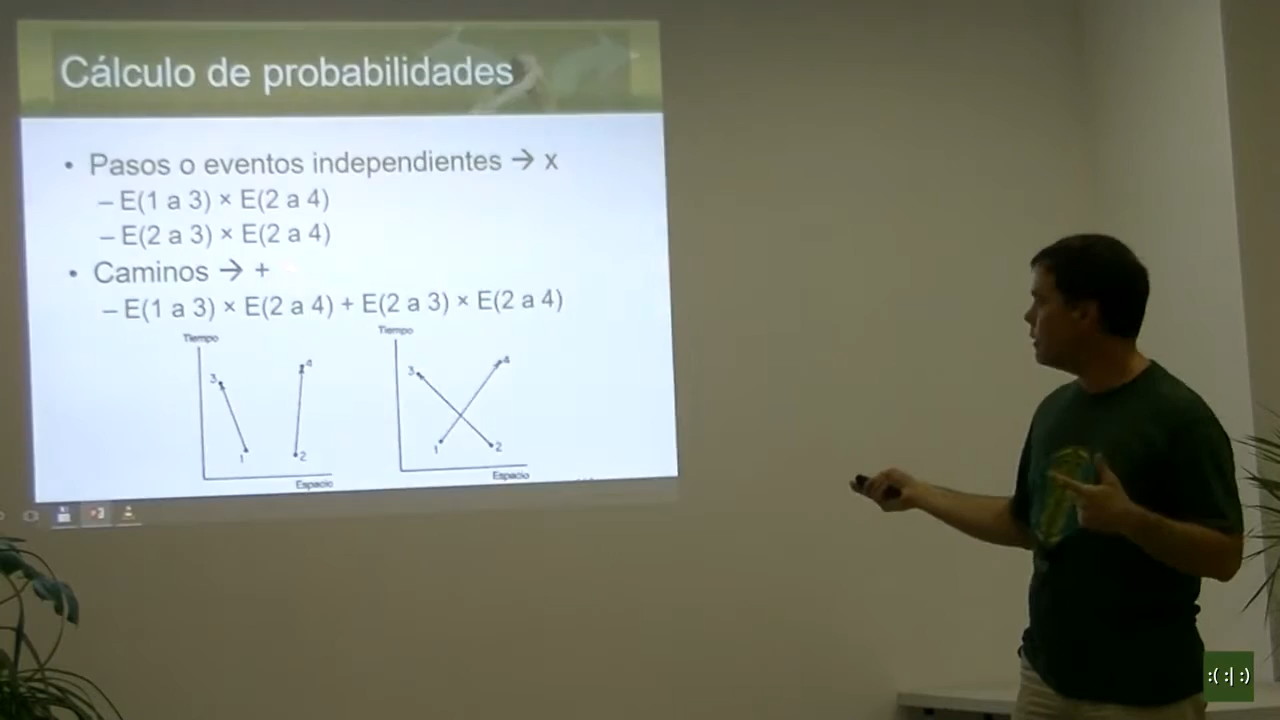 Cálculo de probabilidades
• Pasos o eventos independientes → x
– E(1 a 3) × E(2 a 4)
– E(2 a 3) × E(2 a 4)
• Caminos → +
– E(1 a 3) × E(2 a 4) + E(2 a 3) × E(2 a 4)
Tiempo
3
4
1
2
Espacio
Tiempo
3
4
1
2
Espacio
:( :| :)